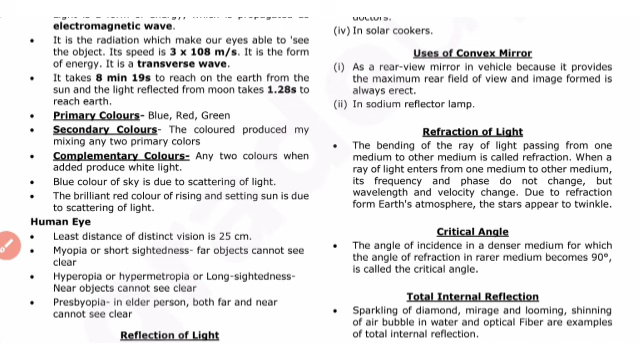 electromagnetic wave.
• It is the radiation which make our eyes able to 'see
the object. Its speed is 3 x 108 m/s. It is the form
of energy. It is a transverse wave.
• It takes 8 min 19s to reach on the earth from the
sun and the light reflected from moon takes 1.28s to
reach earth.
• Primary Colours- Blue, Red, Green
• Secondary Colours- The coloured produced my
mixing any two primary colors
• Complementary Colours- Any two colours when
added produce white light.
• Blue colour of sky is due to scattering of light.
• The brilliant red colour of rising and setting sun is due
to scattering of light.
Human Eye
• Least distance of distinct vision is 25 cm.
• Myopia or short sightedness- far objects cannot see
clear
• Hyperopia or hypermetropia or Long-sightedness-
Near objects cannot see clear
• Presbyopia- in elder person, both far and near
cannot see clear
Reflection of Light
doctors.
(iv) In solar cookers.
Uses of Convex Mirror
(i) As a rear-view mirror in vehicle because it provides
the maximum rear field of view and image formed is
always erect.
(ii) In sodium reflector lamp.
Refraction of Light
• The bending of the ray of light passing from one
medium to other medium is called refraction. When a
ray of light enters from one medium to other medium,
its frequency and phase do not change, but
wavelength and velocity change. Due to refraction
form Earth's atmosphere, the stars appear to twinkle.
Critical Angle
• The angle of incidence in a denser medium for which
the angle of refraction in rarer medium becomes 90°,
is called the critical angle.
Total Internal Reflection
• Sparkling of diamond, mirage and looming, shinning
of air bubble in water and optical Fiber are examples
of total internal reflection.